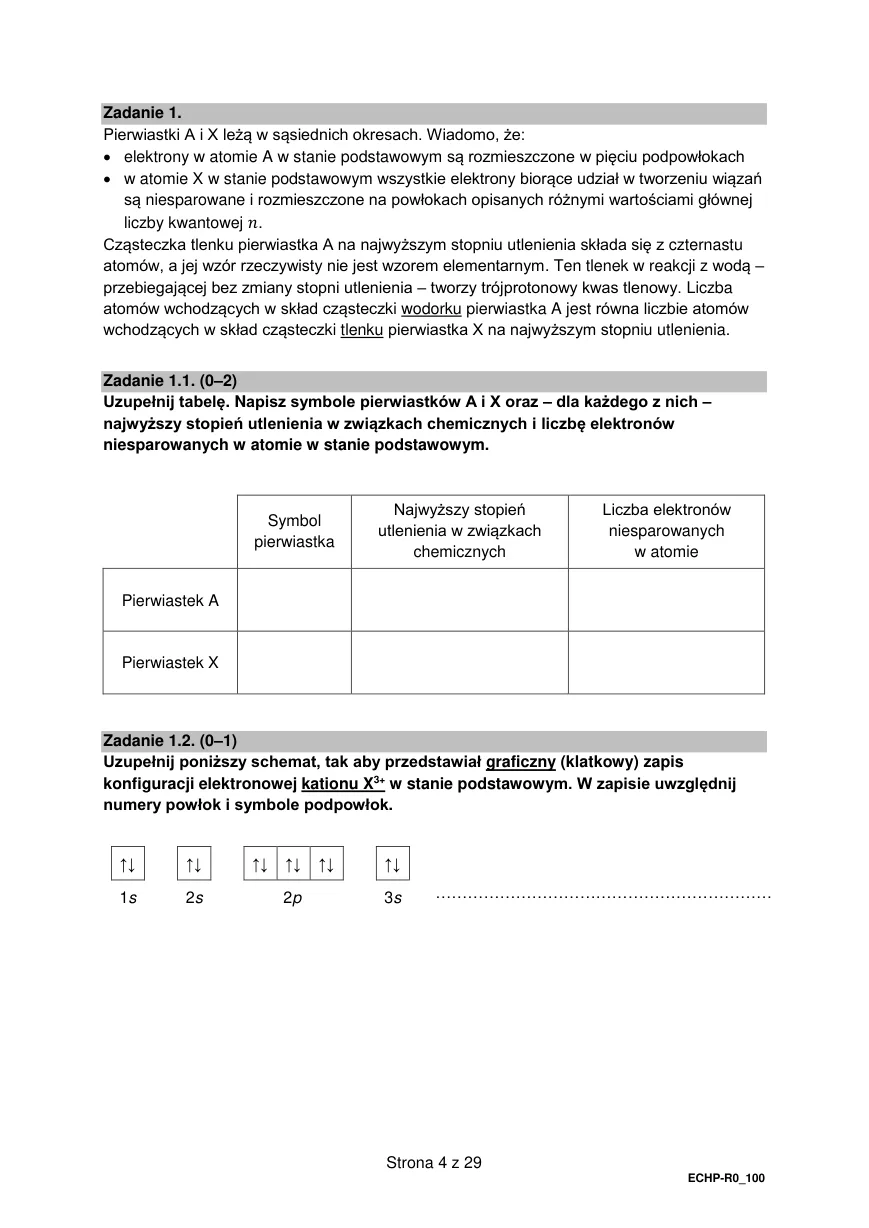 Zadanie 1.
Pierwiastki A i X leżą w sąsiednich okresach. Wiadomo, że:
• elektrony w atomie A w stanie podstawowym są rozmieszczone w pięciu podpowłokach
• w atomie X w stanie podstawowym wszystkie elektrony biorące udział w tworzeniu wiązań
są niesparowane i rozmieszczone na powłokach opisanych różnymi wartościami głównej
liczby kwantowej n.
Cząsteczka tlenku pierwiastka A na najwyższym stopniu utlenienia składa się z czternastu
atomów, a jej wzór rzeczywisty nie jest wzorem elementarnym. Ten tlenek w reakcji z wodą –
przebiegającej bez zmiany stopni utlenienia – tworzy trójprotonowy kwas tlenowy. Liczba
atomów wchodzących w skład cząsteczki wodorku pierwiastka A jest równa liczbie atomów
wchodzących w skład cząsteczki tlenku pierwiastka X na najwyższym stopniu utlenienia.
Zadanie 1.1. (0–2)
Uzupełnij tabelę. Napisz symbole pierwiastków A i X oraz – dla każdego z nich –
najwyższy stopień utlenienia w związkach chemicznych i liczbę elektronów
niesparowanych w atomie w stanie podstawowym.
Symbol
pierwiastka
Najwyższy stopień
utlenienia w związkach
chemicznych
Liczba elektronów
niesparowanych
w atomie
Pierwiastek A
Pierwiastek X
Zadanie 1.2. (0–1)
Uzupełnij poniższy schemat, tak aby przedstawiał graficzny (klatkowy) zapis
konfiguracji elektronowej kationu X³⁺ w stanie podstawowym. W zapisie uwzględnij
numery powłok i symbole podpowłok.
↑↓ ↑↓ ↑↓ ↑↓ ↑↓ ↑↓
1s 2s 2p 3s ................................................................
Strona 4 z 29
ECHP-R0_100